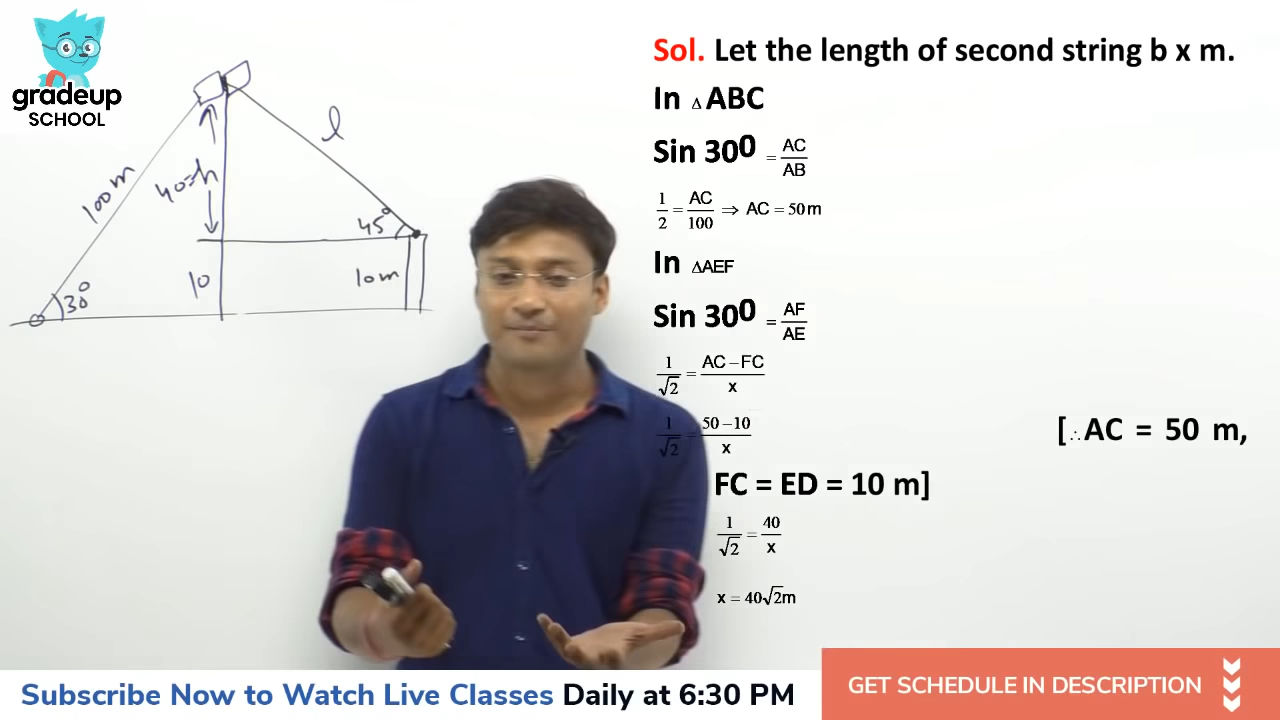 gradeup
SCHOOL
100m
40=h
l
45°
10
10m
30°
Sol. Let the length of second string b x m.
In △ ABC
Sin 30⁰ = AC/AB
1/2 = AC/100 ⇒ AC = 50m
In △AEF
Sin 30⁰ = AF/AE
1/√2 = AC – FC/x
1/√2 = 50 – 10/x [∴AC = 50 m,
FC = ED = 10 m]
1/√2 = 40/x
x = 40√2m
Subscribe Now to Watch Live Classes Daily at 6:30 PM
GET SCHEDULE IN DESCRIPTION